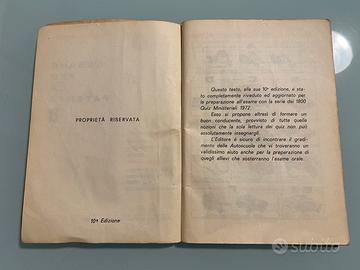 PROPRIETÀ RISERVATA
10ª Edizione
Questo testo, alla sua 10ª edizione, è stato
completamente riveduto ed aggiornato per
la preparazione all'esame con la serie dei 1800
Quiz Ministeriali 1972.
Esso si propone altresì di formare un
buon conducente, provvisto di tutte quelle
nozioni che la sola lettura dei quiz non può
assolutamente insegnargli.
L'Editore è sicuro di incontrare il gradi-
mento delle Autoscuole che vi troveranno un
validissimo aiuto anche per la preparazione di
quegli allievi che sosterranno l'esame orale.
subito